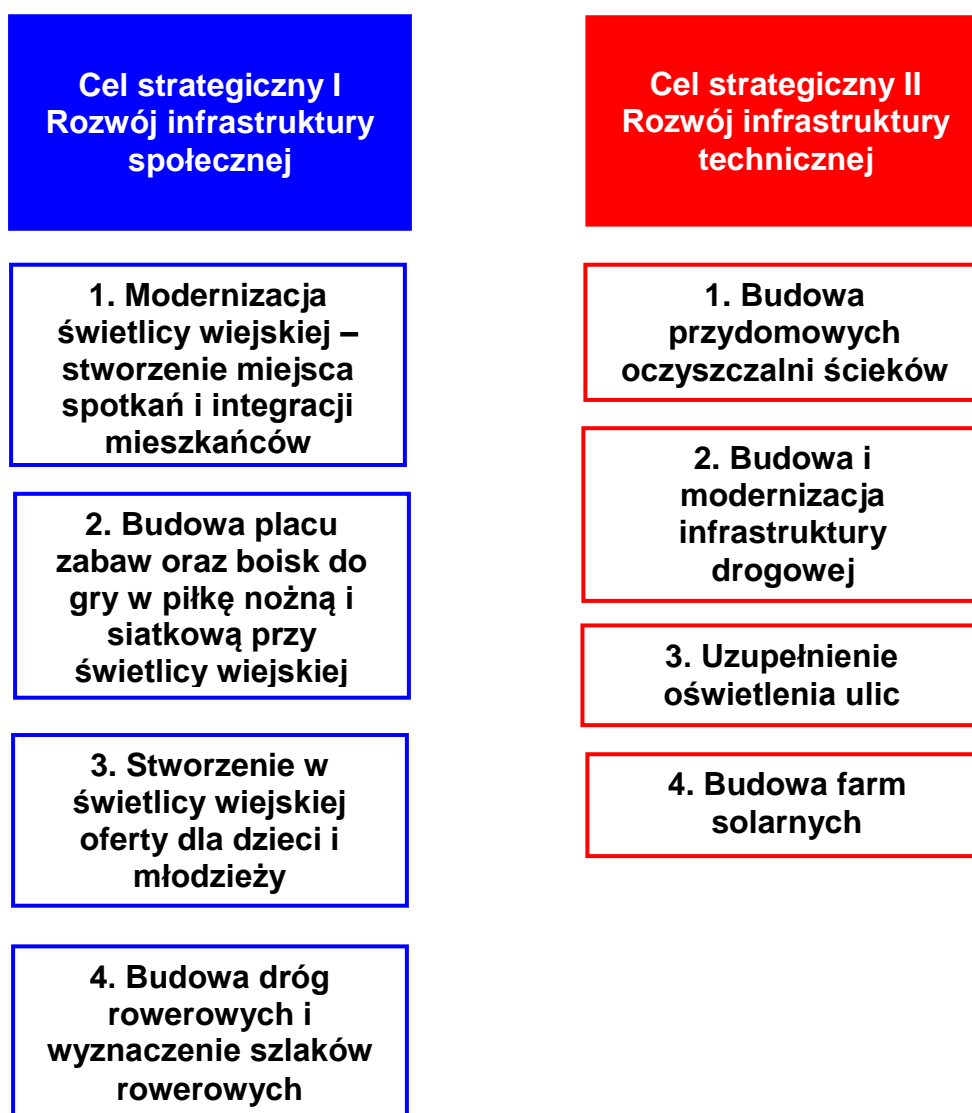 Cel strategiczny I
Rozwój infrastruktury
społecznej
1. Modernizacja
świetlicy wiejskiej –
stworzenie miejsca
spotkań i integracji
mieszkańców
2. Budowa placu
zabaw oraz boisk do
gry w piłkę nożną i
siatkową przy
świetlicy wiejskiej
3. Stworzenie w
świetlicy wiejskiej
oferty dla dzieci i
młodzieży
4. Budowa dróg
rowerowych i
wyznaczenie szlaków
rowerowych
Cel strategiczny II
Rozwój infrastruktury
technicznej
1. Budowa
przydomowych
oczyszczalni ścieków
2. Budowa i
modernizacja
infrastruktury
drogowej
3. Uzupełnienie
oświetlenia ulic
4. Budowa farm
solarnych